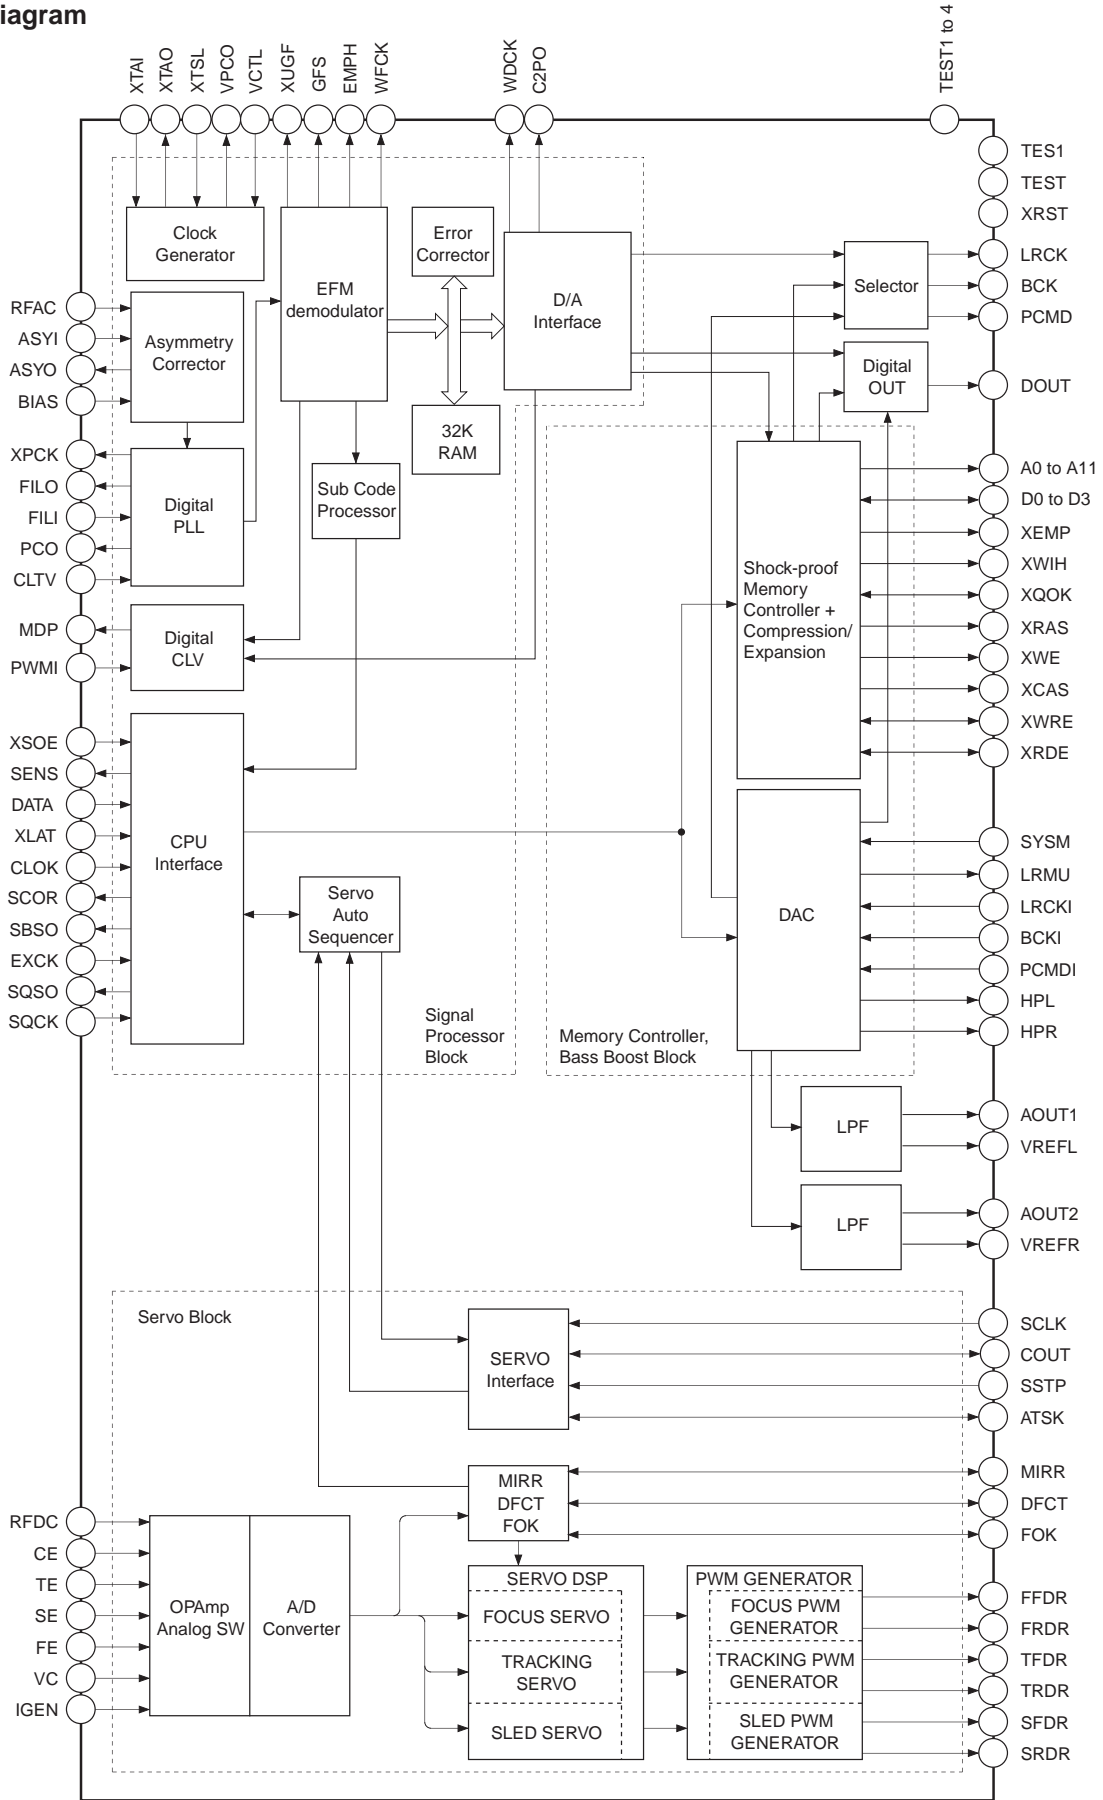 iagram
XTAI
XTAO
XTSL
VPCO
VCTL
XUGF
GFS
EMPH
WFCK
WDCK
C2PO
TEST1 to 4
TES1
TEST
XRST
LRCK
BCK
PCMD
DOUT
A0 to A11
D0 to D3
XEMP
XWIH
XQOK
XRAS
XWE
XCAS
XWRE
XRDE
SYSM
LRMU
LRCKI
BCKI
PCMDI
HPL
HPR
AOUT1
VREFL
AOUT2
VREFR
SCLK
COUT
SSTP
ATSK
MIRR
DFCT
FOK
FFDR
FRDR
TFDR
TRDR
SFDR
SRDR
RFAC
ASYI
ASYO
BIAS
XPCK
FILO
FILI
PCO
CLTV
MDP
PWMI
XSOE
SENS
DATA
XLAT
CLOK
SCOR
SBSO
EXCK
SQSO
SQCK
RFDC
CE
TE
SE
FE
VC
IGEN
Clock
Generator
Asymmetry
Corrector
Digital
PLL
Digital
CLV
CPU
Interface
EFM
demodulator
Sub Code
Processor
Error
Corrector
32K
RAM
D/A
Interface
Servo
Auto
Sequencer
Signal
Processor
Block
Selector
Digital
OUT
Shock-proof
Memory
Controller +
Compression/
Expansion
DAC
Memory Controller,
Bass Boost Block
LPF
LPF
Servo Block
SERVO
Interface
MIRR
DFCT
FOK
OPAmp
Analog SW
A/D
Converter
SERVO DSP
FOCUS SERVO
TRACKING
SERVO
SLED SERVO
PWM GENERATOR
FOCUS PWM
GENERATOR
TRACKING PWM
GENERATOR
SLED PWM
GENERATOR